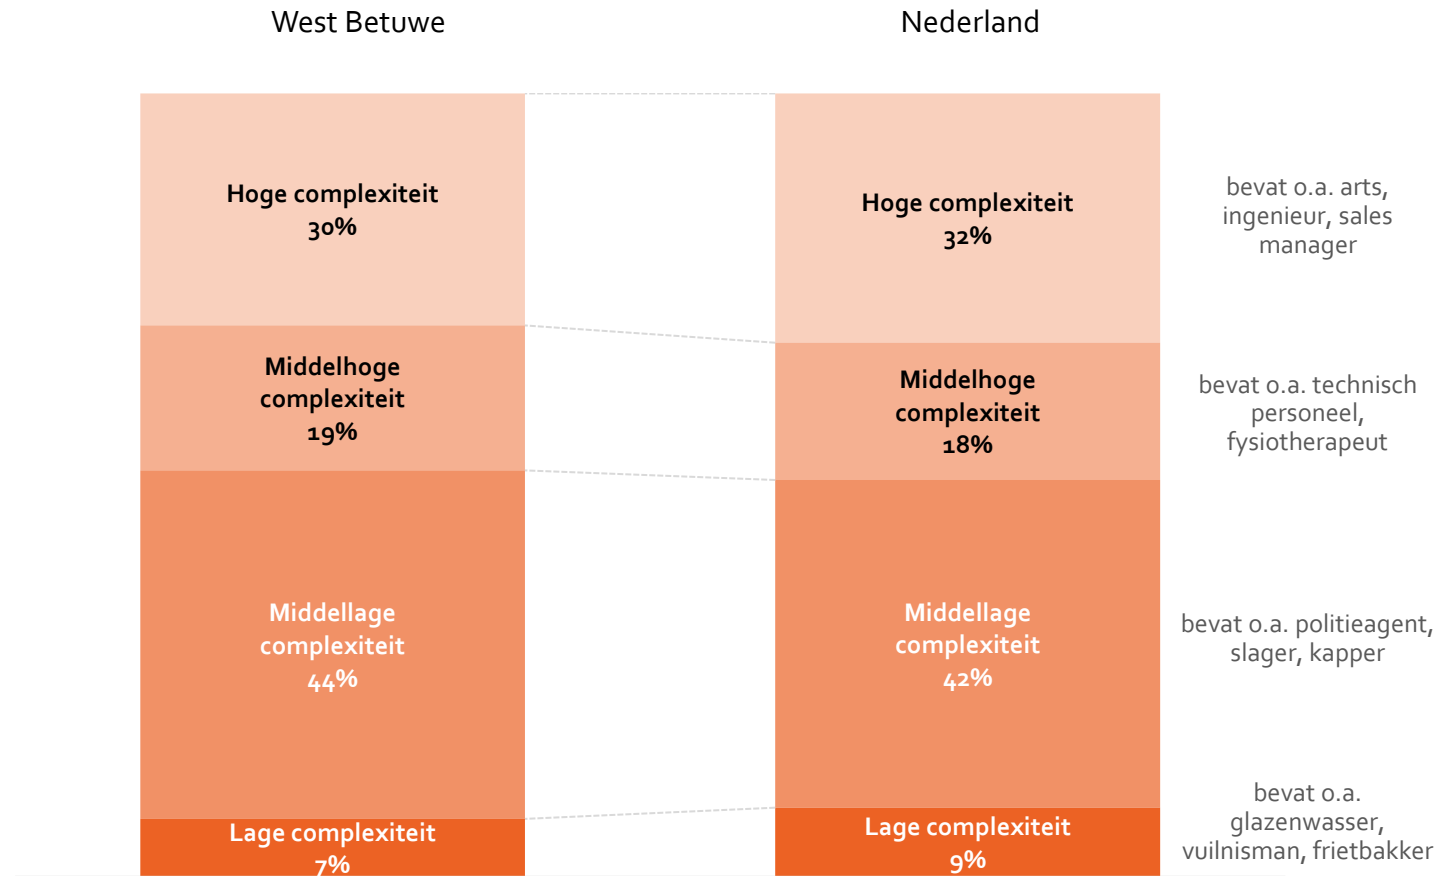 West Betuwe
Nederland
Hoge complexiteit
30%
Middelhoge
complexiteit
19%
Middellage
complexiteit
44%
Lage complexiteit
7%
Hoge complexiteit
32%
Middelhoge
complexiteit
18%
Middellage
complexiteit
42%
Lage complexiteit
9%
bevat o.a. arts,
ingenieur, sales
manager
bevat o.a. technisch
personeel,
fysiotherapeut
bevat o.a. politieagent,
slager, kapper
bevat o.a.
glazenwasser,
vuilnisman, frietbakker